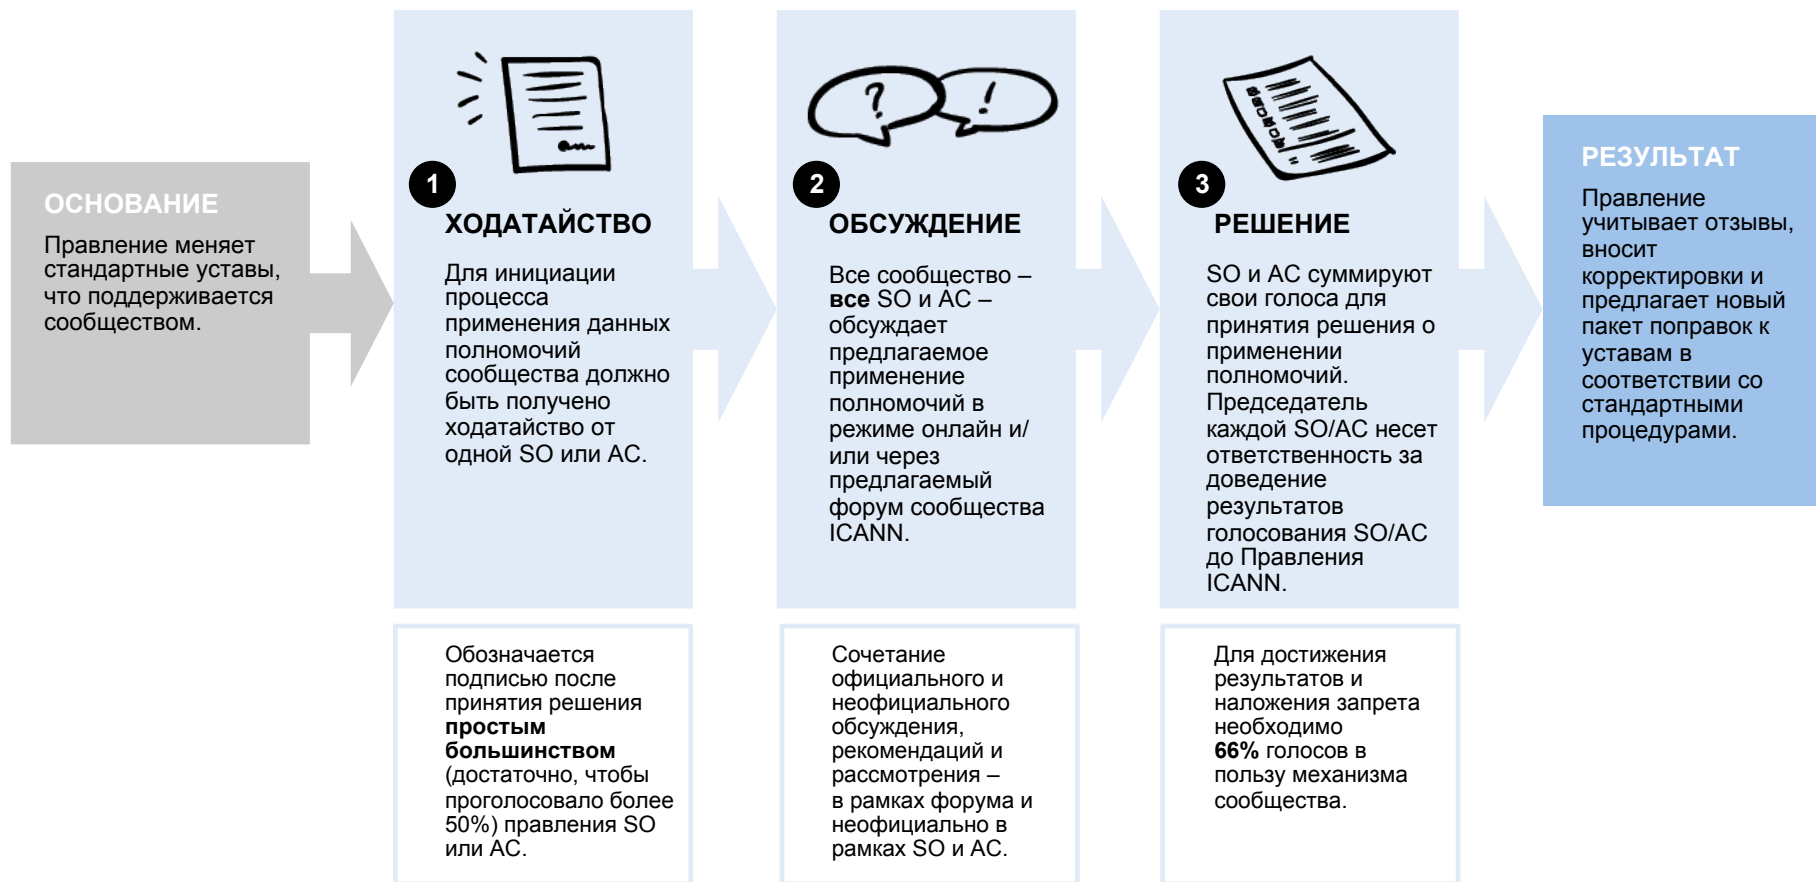 ОСНОВАНИЕ
Правление меняет
стандартные уставы,
что поддерживается
сообществом.
1
ХОДАТАЙСТВО
Для инициации
процесса
применения данных
полномочий
сообщества должно
быть получено
ходатайство от
одной SO или AC.
Обозначается
подписью после
принятия решения
простым
большинством
(достаточно, чтобы
проголосовало более
50%) правления SO
или AC.
2
ОБСУЖДЕНИЕ
Все сообщество –
все SO и AC –
обсуждает
предлагаемое
применение
полномочий в
режиме онлайн и/
или через
предлагаемый
форум сообщества
ICANN.
Сочетание
официального и
неофициального
обсуждения,
рекомендаций и
рассмотрения –
в рамках форума и
неофициально в
рамках SO и AC.
3
РЕШЕНИЕ
SO и AC суммируют
свои голоса для
принятия решения о
применении
полномочий.
Председатель
каждой SO/AC несет
ответственность за
доведение
результатов
голосования SO/AC
до Правления
ICANN.
Для достижения
результатов и
наложения запрета
необходимо
66% голосов в
пользу механизма
сообщества.
РЕЗУЛЬТАТ
Правление
учитывает отзывы,
вносит
корректировки и
предлагает новый
пакет поправок к
уставам в
соответствии со
стандартными
процедурами.